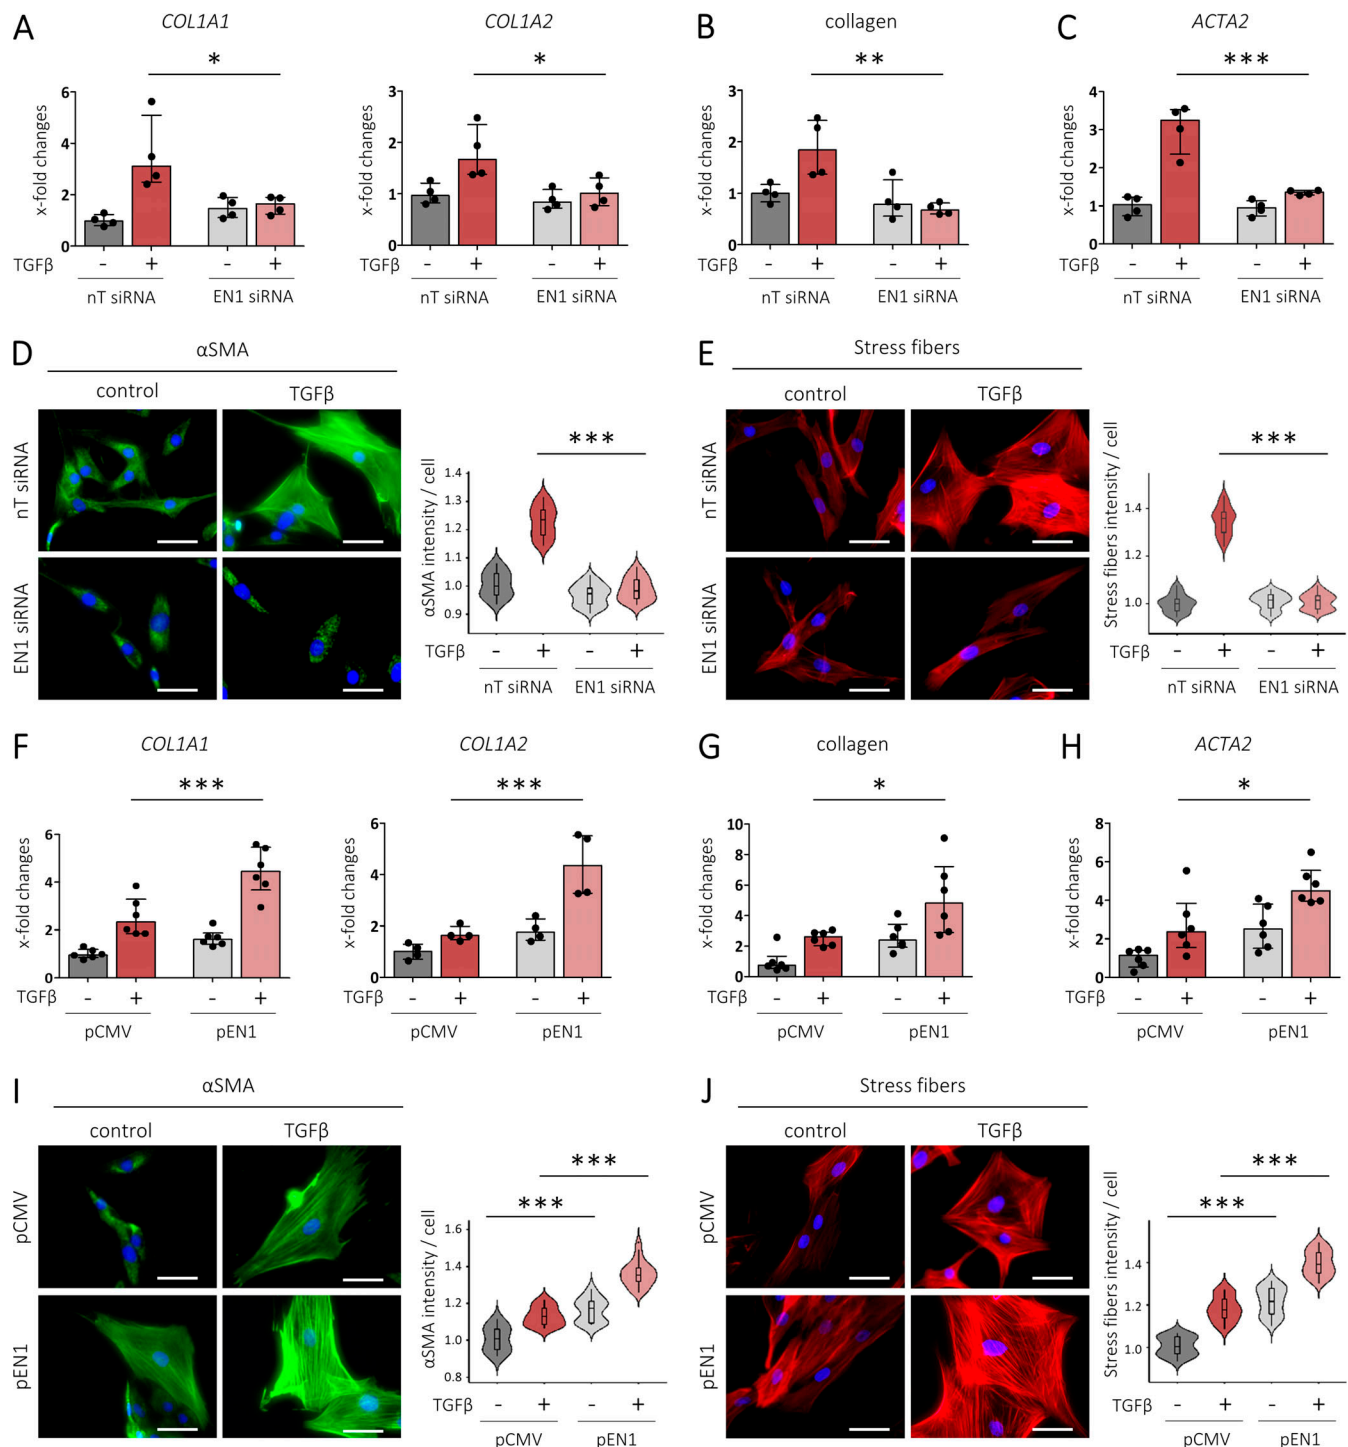 A
COL1A1
*
x-fold changes
6
4
2
0
TGFβ
-
+
-
+
nT siRNA
EN1 siRNA
COL1A2
*
x-fold changes
3
2
1
0
-
+
-
+
nT siRNA
EN1 siRNA
B
collagen
**
x-fold changes
3
2
1
0
TGFβ
-
+
-
+
nT siRNA
EN1 siRNA
C
ACTA2
***
x-fold changes
4
3
2
1
0
TGFβ
-
+
-
+
nT siRNA
EN1 siRNA
D
αSMA
control
TGFβ
nT siRNA
EN1 siRNA
***
αSMA intensity / cell
1.4
1.3
1.2
1.1
1.0
0.9
TGFβ
-
+
-
+
nT siRNA
EN1 siRNA
E
Stress fibers
control
TGFβ
nT siRNA
EN1 siRNA
***
Stress fibers intensity / cell
1.4
1.2
1.0
TGFβ
-
+
-
+
nT siRNA
EN1 siRNA
F
COL1A1
***
x-fold changes
6
4
2
0
TGFβ
-
+
-
+
pCMV
pEN1
COL1A2
***
x-fold changes
6
4
2
0
TGFβ
-
+
-
+
pCMV
pEN1
G
collagen
*
x-fold changes
10
8
6
4
2
0
TGFβ
-
+
-
+
pCMV
pEN1
H
ACTA2
*
x-fold changes
8
6
4
2
0
TGFβ
-
+
-
+
pCMV
pEN1
I
αSMA
control
TGFβ
pCMV
pEN1
***
***
αSMA intensity / cell
1.6
1.4
1.2
1.0
0.8
TGFβ
-
+
-
+
pCMV
pEN1
J
Stress fibers
control
TGFβ
pCMV
pEN1
***
***
Stress fibers intensity / cell
1.4
1.2
1.0
TGFβ
-
+
-
+
pCMV
pEN1